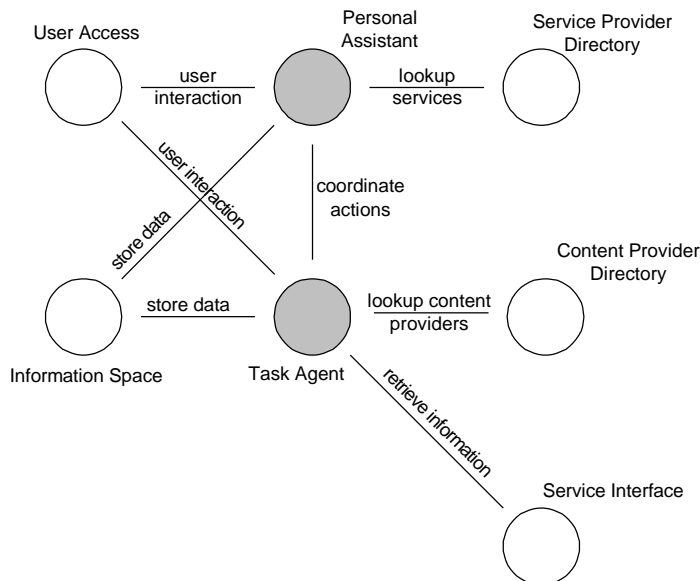 User Access
Personal
Assistant
Service Provider
Directory
user
interaction
lookup
services
user interaction
coordinate
actions
store data
Content Provider
Directory
store data
lookup content
providers
Information Space
Task Agent
retrieve information
Service Interface